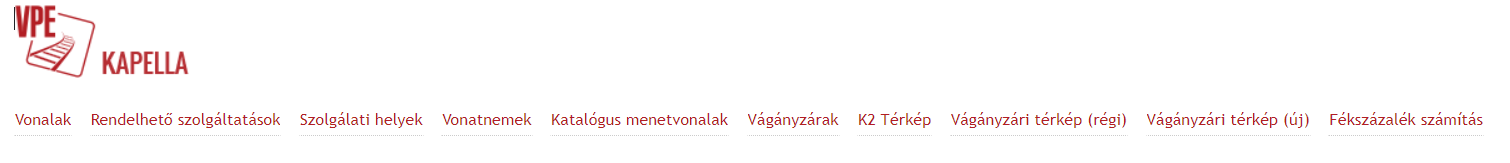 VPE
KAPELLA
Vonalak Rendelhető szolgáltatások Szolgálati helyek Vonatnemek Katalógus menetvonalak Vágányzárak K2 Térkép Vágányzári térkép (régi) Vágányzári térkép (új) Fékszázalék számítás